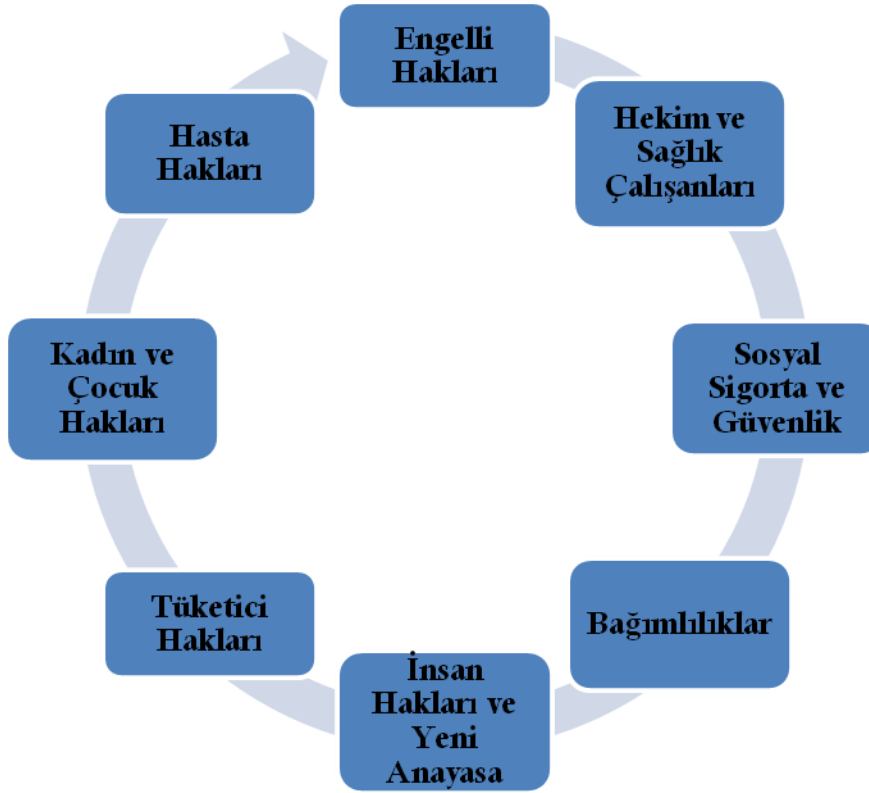 Engelli
Hakları
Hekim ve
Sağlık
Çalışanları
Sosyal
Sigorta ve
Güvenlik
Bağımlılıklar
İnsan
Hakları ve
Yeni
Anayasa
Tüketici
Hakları
Kadın ve
Çocuk
Hakları
Hasta
Hakları